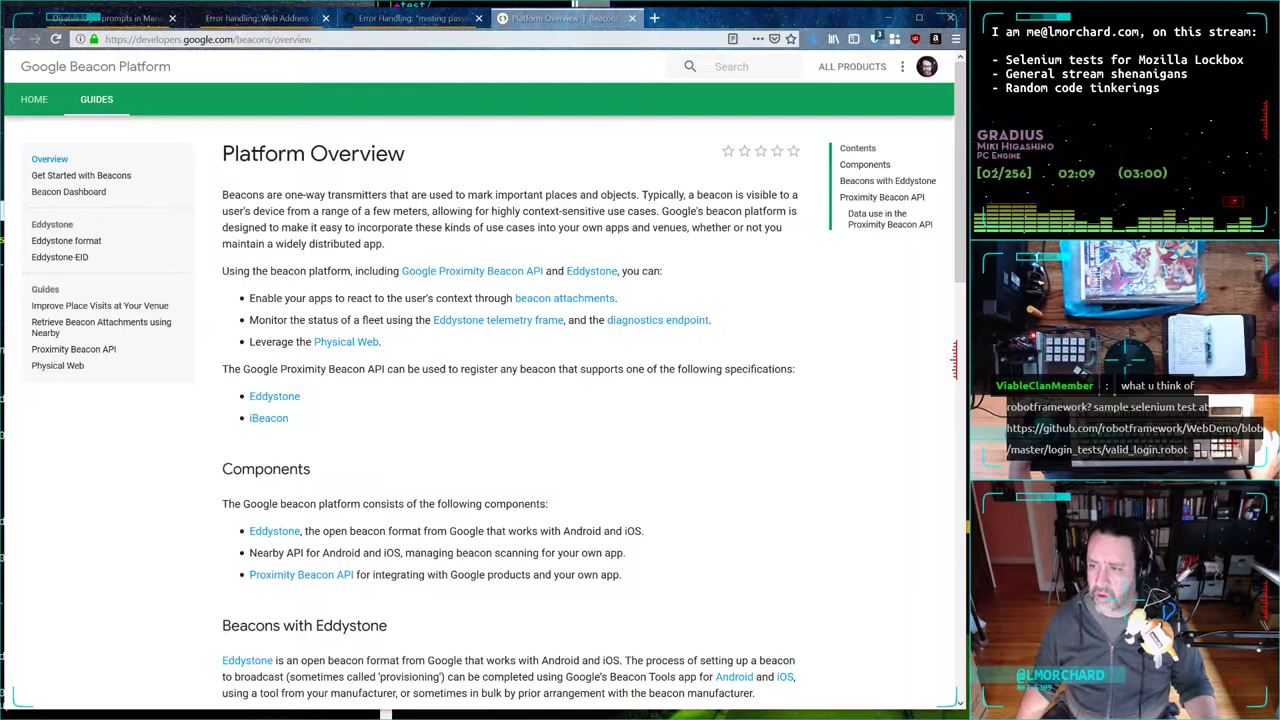 test/
Disable login prompts in Mar
Error handling: Web Address
Error Handling: "missing pass
Platform Overview | Beacons
https://developers.google.com/beacons/overview
Google Beacon Platform
Search
ALL PRODUCTS
HOME
GUIDES
Overview
Get Started with Beacons
Beacon Dashboard
Eddystone
Eddystone format
Eddystone-EID
Guides
Improve Place Visits at Your Venue
Retrieve Beacon Attachments using
Nearby
Proximity Beacon API
Physical Web
Platform Overview
Beacons are one-way transmitters that are used to mark important places and objects. Typically, a beacon is visible to a
user's device from a range of a few meters, allowing for highly context-sensitive use cases. Google's beacon platform is
designed to make it easy to incorporate these kinds of use cases into your own apps and venues, whether or not you
maintain a widely distributed app.
Using the beacon platform, including Google Proximity Beacon API and Eddystone, you can:
Enable your apps to react to the user's context through beacon attachments.
Monitor the status of a fleet using the Eddystone telemetry frame, and the diagnostics endpoint.
Leverage the Physical Web.
The Google Proximity Beacon API can be used to register any beacon that supports one of the following specifications:
Eddystone
iBeacon
Components
The Google beacon platform consists of the following components:
Eddystone, the open beacon format from Google that works with Android and iOS.
Nearby API for Android and iOS, managing beacon scanning for your own app.
Proximity Beacon API for integrating with Google products and your own app.
Beacons with Eddystone
Eddystone is an open beacon format from Google that works with Android and iOS. The process of setting up a beacon
to broadcast (sometimes called 'provisioning') can be completed using Google's Beacon Tools app for Android and iOS,
using a tool from your manufacturer, or sometimes in bulk by prior arrangement with the beacon manufacturer.
Contents
Components
Beacons with Eddystone
Proximity Beacon API
Data use in the
Proximity Beacon API
I am me@lmorchard.com, on this stream:
- Selenium tests for Mozilla Lockbox
- General stream shenanigans
- Random code tinkerings
GRADIUS
MIKI HIGASHINO
PC ENGINE
[02/256] 02:09 (03:00)
ViableClanMember : what u think of
robotframework? sample selenium test at
https://github.com/robotframework/WebDemo/blob
/master/login_tests/valid_login.robot
@LMORCHARD
867-5309